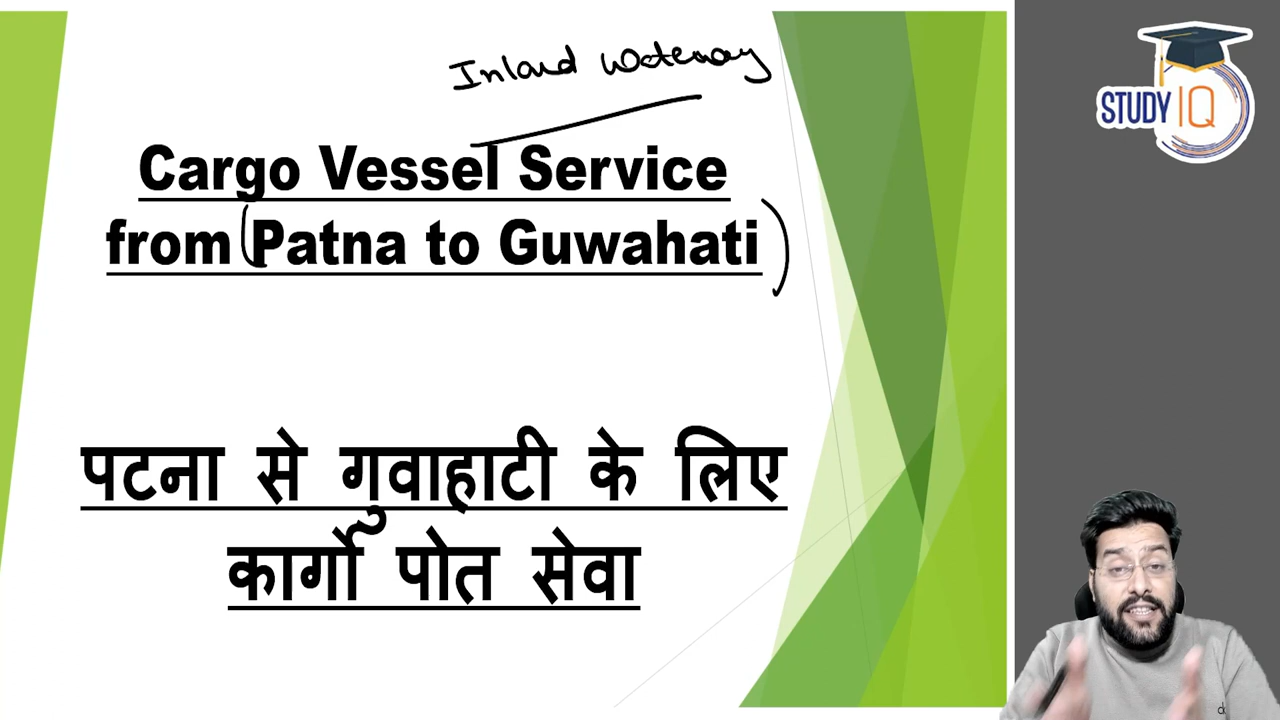 Inland Waterway
Cargo Vessel Service
from (Patna to Guwahati)
पटना से गुवाहाटी के लिए
कार्गो पोत सेवा
STUDY IQ